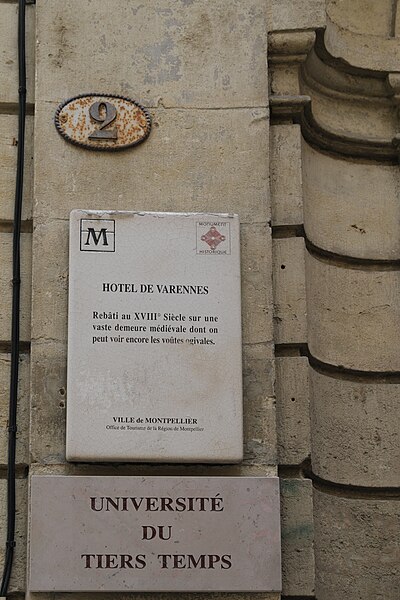 2
M
MONUMENT
HISTORIQUE
HOTEL DE VARENNES
Rebâti au XVIII° Siècle sur une
vaste demeure médiévale dont on
peut voir encore les voûtes ogivales.
VILLE de MONTPELLIER
Office de Tourisme de la Région de Montpellier
UNIVERSITÉ
DU
TIERS TEMPS